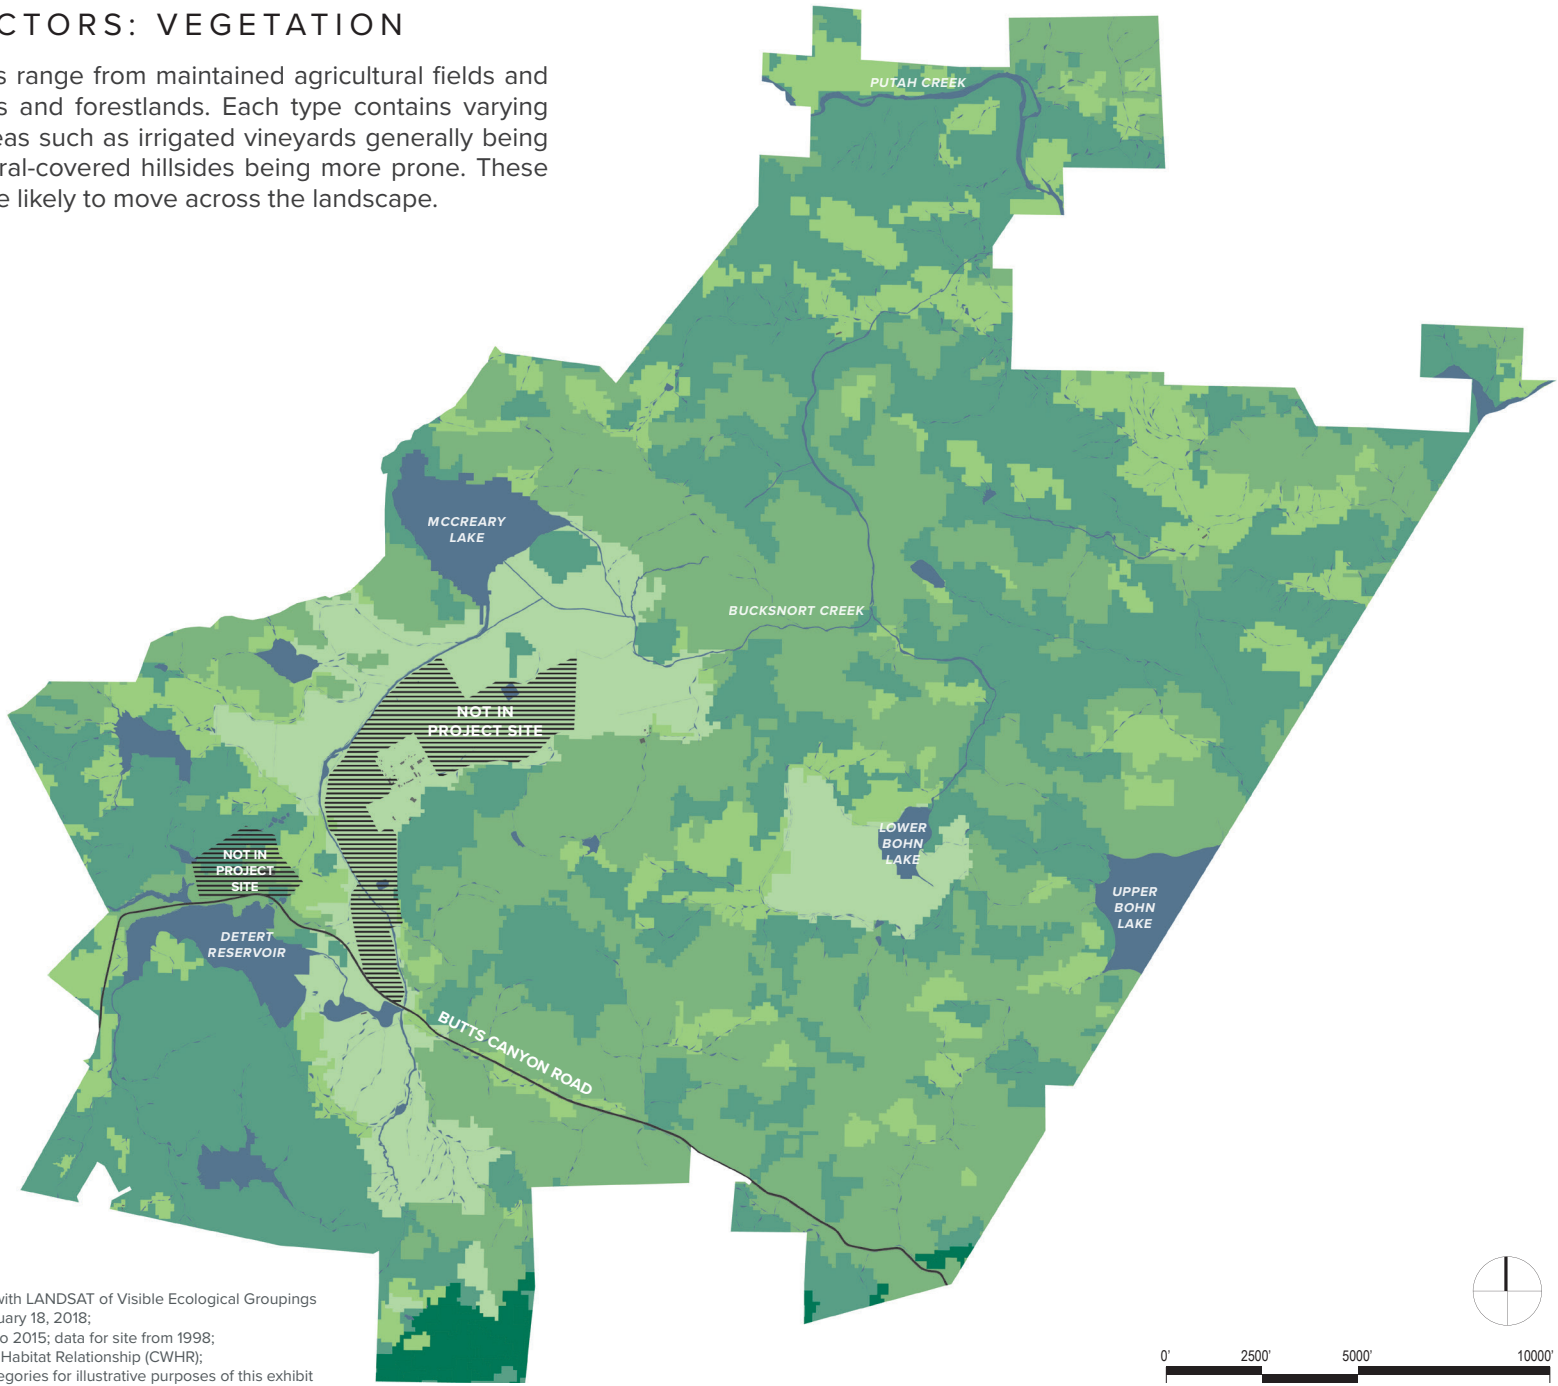 CTORS: VEGETATION
s range from maintained agricultural fields and
s and forestlands. Each type contains varying
eas such as irrigated vineyards generally being
ral-covered hillsides being more prone. These
e likely to move across the landscape.
PUTAH CREEK
MCCREARY
LAKE
BUCKSNORT CREEK
NOT IN
PROJECT SITE
LOWER
BOHN
LAKE
NOT IN
PROJECT
SITE
UPPER
BOHN
LAKE
DETERT
RESERVOIR
BUTTS CANYON ROAD
with LANDSAT of Visible Ecological Groupings
uary 18, 2018;
o 2015; data for site from 1998;
Habitat Relationship (CWHR);
egories for illustrative purposes of this exhibit
0' 2500' 5000' 10000'